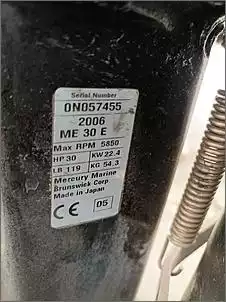 Serial Number
0N057455
2006
ME 30 E
Max RPM 5850
HP 30 KW 22.4
LB 119 KG 54.3
Mercury Marine
Brunswick Corp
Made in Japan
CE 05